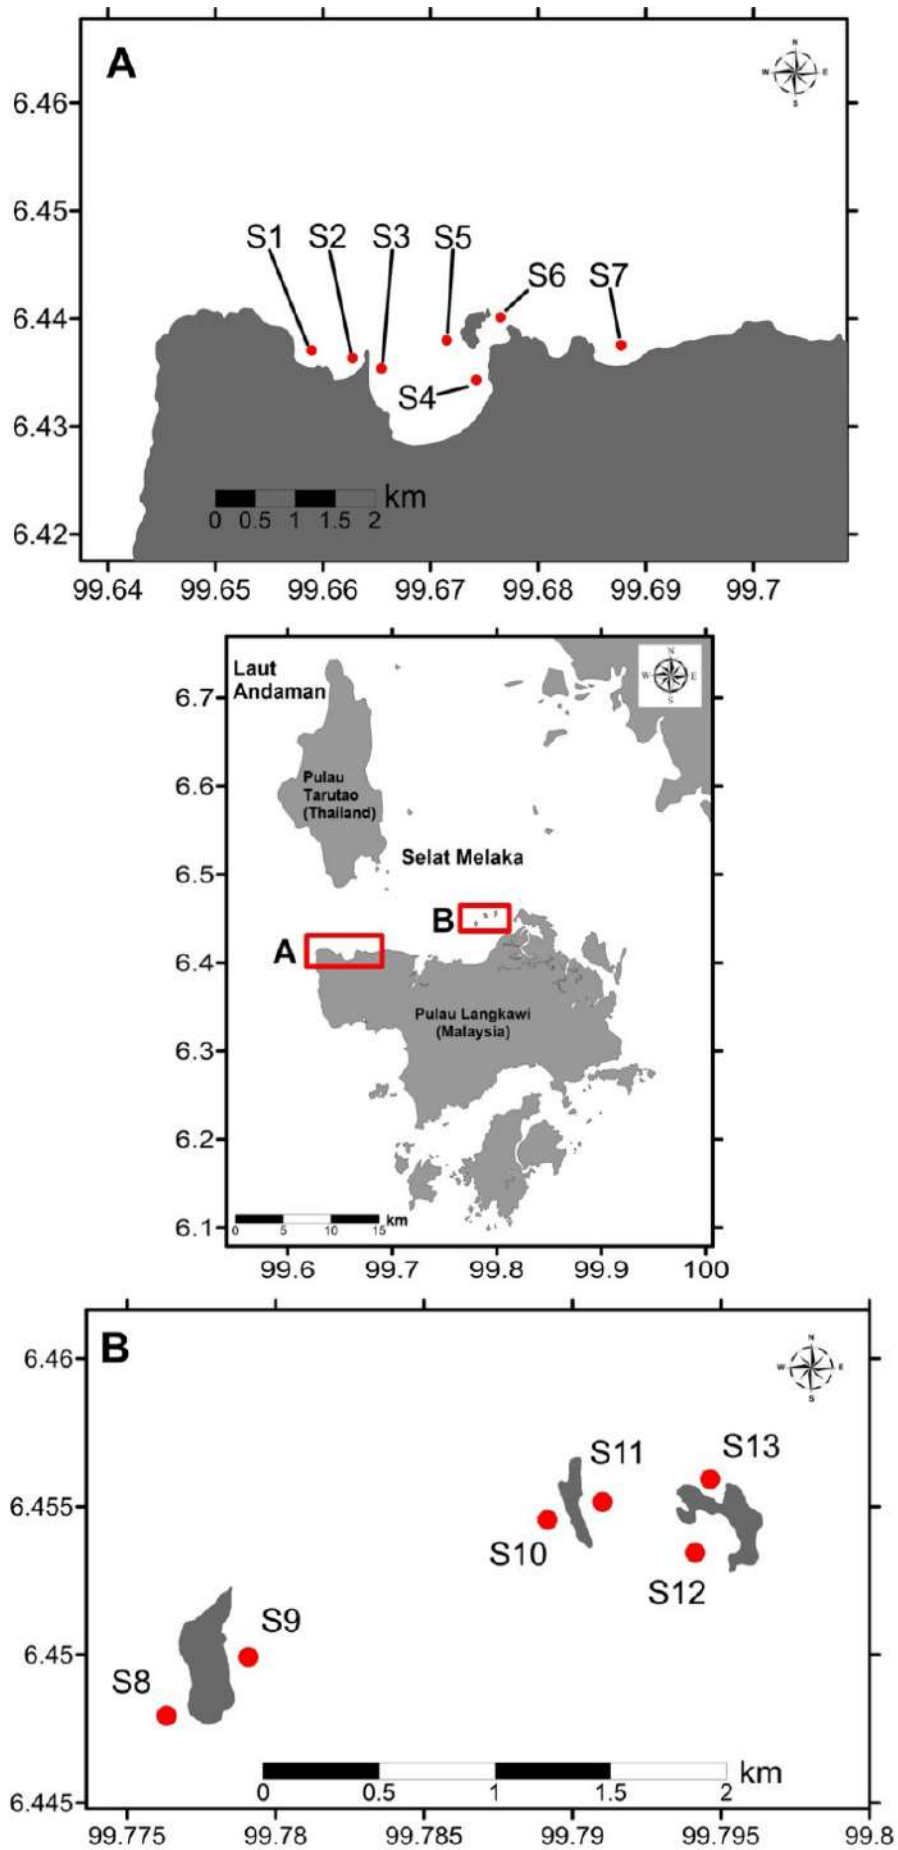 A
N
W E
S
6.46
6.45
6.44
6.43
6.42
S1 S2 S3 S5
S6 S7
S4
km
0 0.5 1 1.5 2
99.64 99.65 99.66 99.67 99.68 99.69 99.7
Laut
Andaman
N
W E
S
6.7
6.6
6.5
6.4
6.3
6.2
6.1
Pulau
Tarutao
(Thailand)
Selat Melaka
B
A
Pulau Langkawi
(Malaysia)
km
0 5 10 15
99.6 99.7 99.8 99.9 100
B
N
W E
S
6.46
6.455
6.45
6.445
S13
S11
S10
S12
S9
S8
km
0 0.5 1 1.5 2
99.775 99.78 99.785 99.79 99.795 99.8